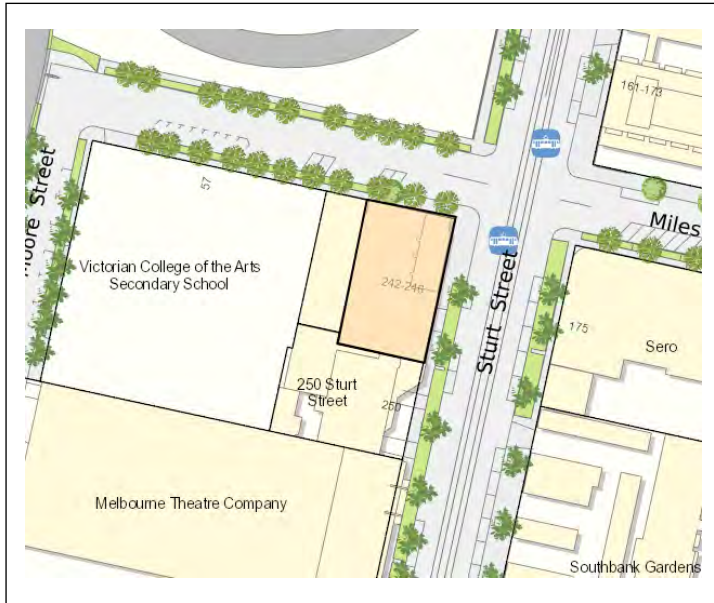 161-173
Moore Street
57
Miles
Victorian College of the Arts
Secondary School
242-246
Sturt Street
175
Sero
250 Sturt
Street
250
Melbourne Theatre Company
Southbank Gardens